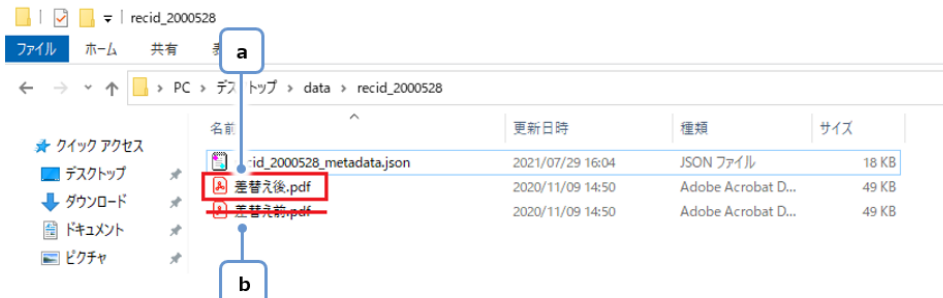 recid_2000528
ファイル ホーム 共有
a
PC › デスクトップ › data › recid_2000528
名前 更新日時 種類 サイズ
クイック アクセス
デスクトップ
ダウンロード
ドキュメント
ピクチャ
cid_2000528_metadata.json 2021/07/29 16:04 JSON ファイル 18 KB
差替え後.pdf 2020/11/09 14:50 Adobe Acrobat D... 49 KB
差替え前.pdf 2020/11/09 14:50 Adobe Acrobat D... 49 KB
b